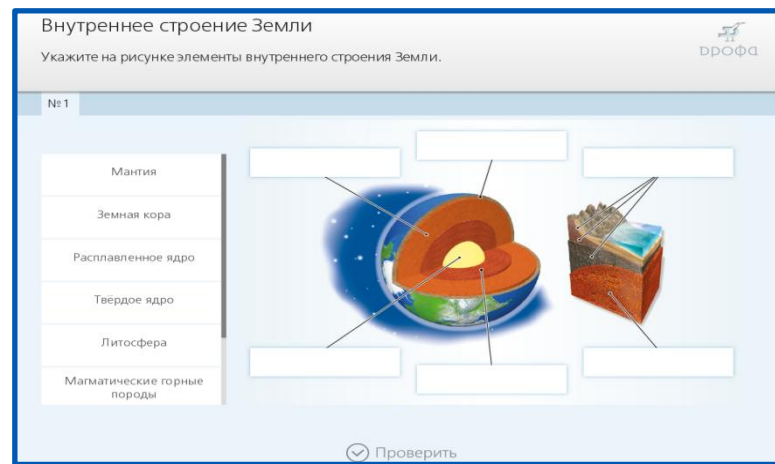 Внутреннее строение Земли
Укажите на рисунке элементы внутреннего строения Земли.
дрофа
№1
Мантия
Земная кора
Расплавленное ядро
Твёрдое ядро
Литосфера
Магматические горные
породы
Проверить